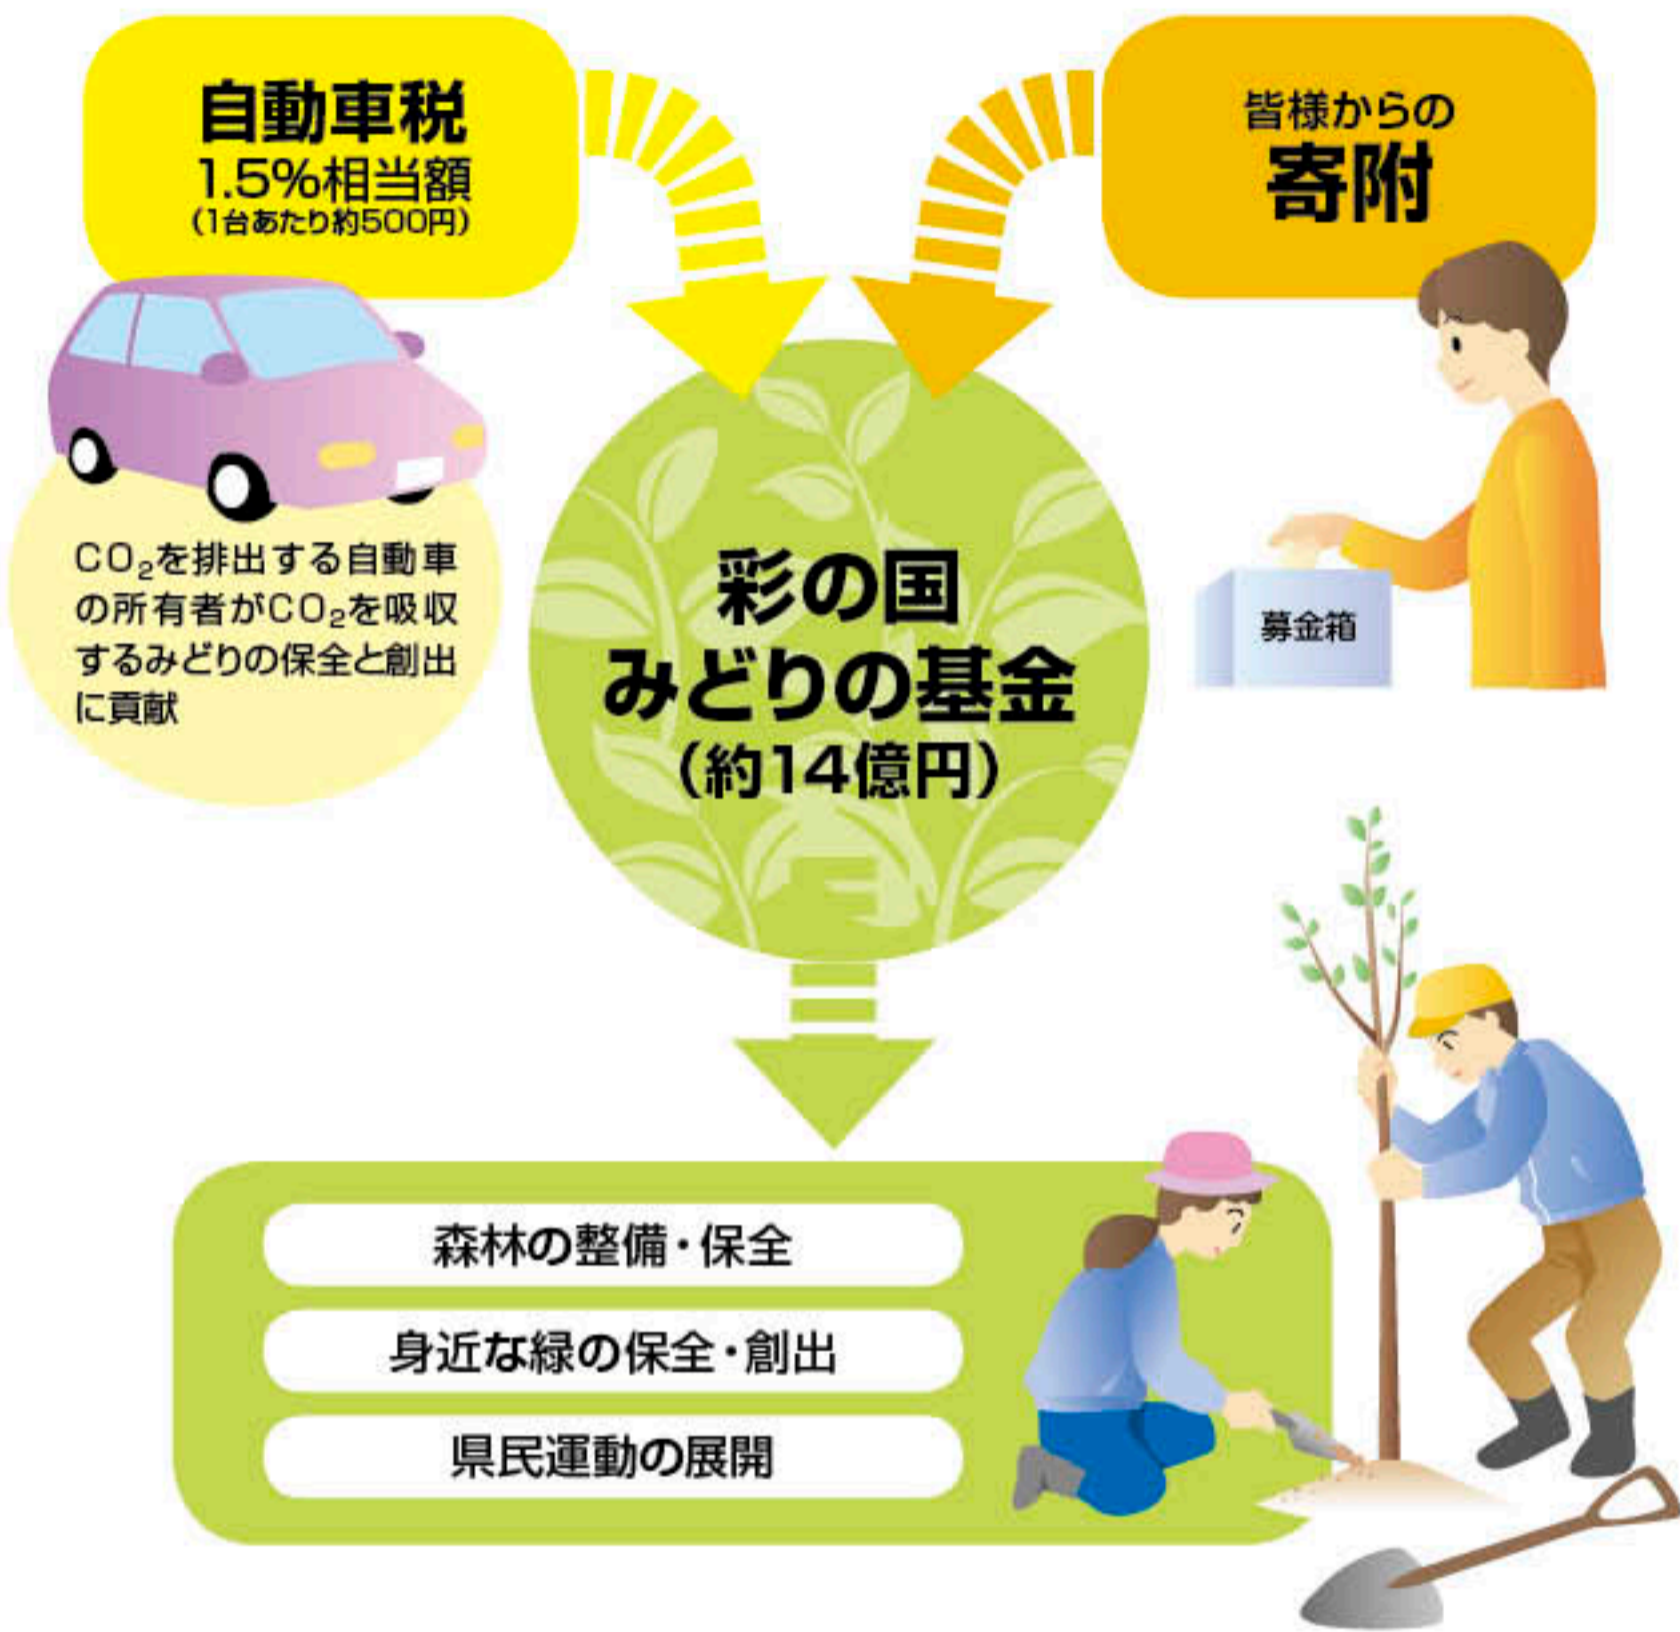 自動車税
1.5%相当額
(1台あたり約500円)
皆様からの
寄附
CO₂を排出する自動車
の所有者がCO₂を吸収
するみどりの保全と創出
に貢献
募金箱
彩の国
みどりの基金
(約14億円)
森林の整備・保全
身近な緑の保全・創出
県民運動の展開